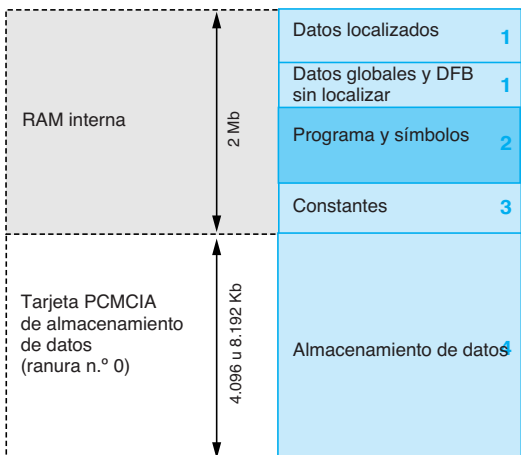 Datos localizados 1
Datos globales y DFB
sin localizar 1
RAM interna
2 Mb
Programa y símbolos 2
Constantes 3
Tarjeta PCMCIA
de almacenamiento
de datos
(ranura n.º 0)
4.096 u 8.192 Kb
Almacenamiento de datos 4